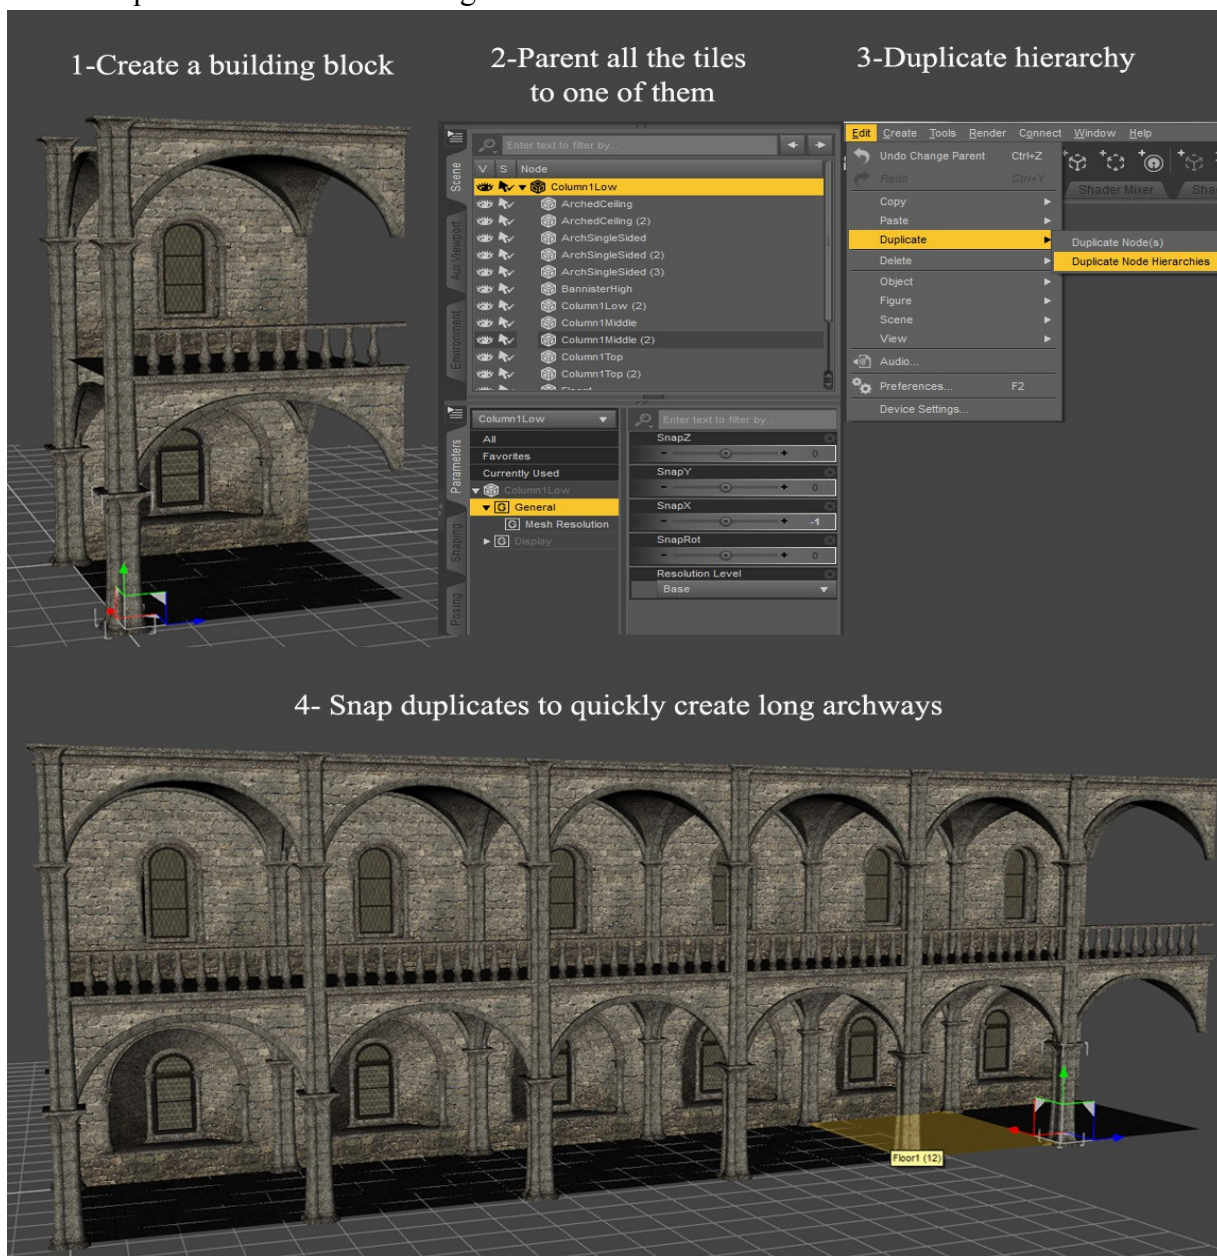 1-Create a building block
2-Parent all the tiles
to one of them
3-Duplicate hierarchy
Enter text to filter by...
V S Node
Column1Low
ArchedCeiling
ArchedCeiling (2)
ArchSingleSided
ArchSingleSided (2)
ArchSingleSided (3)
BannisterHigh
Column1Low (2)
Column1Middle
Column1Middle (2)
Column1Top
Column1Top (2)
Scene
Aux Viewport
Environment
Column1Low
All
Favorites
Currently Used
Column1Low
G General
G Mesh Resolution
G Display
Parameters
Shaping
Posing
Enter text to filter by...
SnapZ
0
SnapY
0
SnapX
-1
SnapRot
0
Resolution Level
Base
Edit Create Tools Render Connect Window Help
Undo Change Parent Ctrl+Z
Redo Ctrl+Y
Copy
Paste
Duplicate
Delete
Object
Figure
Scene
View
Audio...
Preferences... F2
Device Settings...
Shader Mixer
Duplicate Node(s)
Duplicate Node Hierarchies
4- Snap duplicates to quickly create long archways
Floor1 (12)